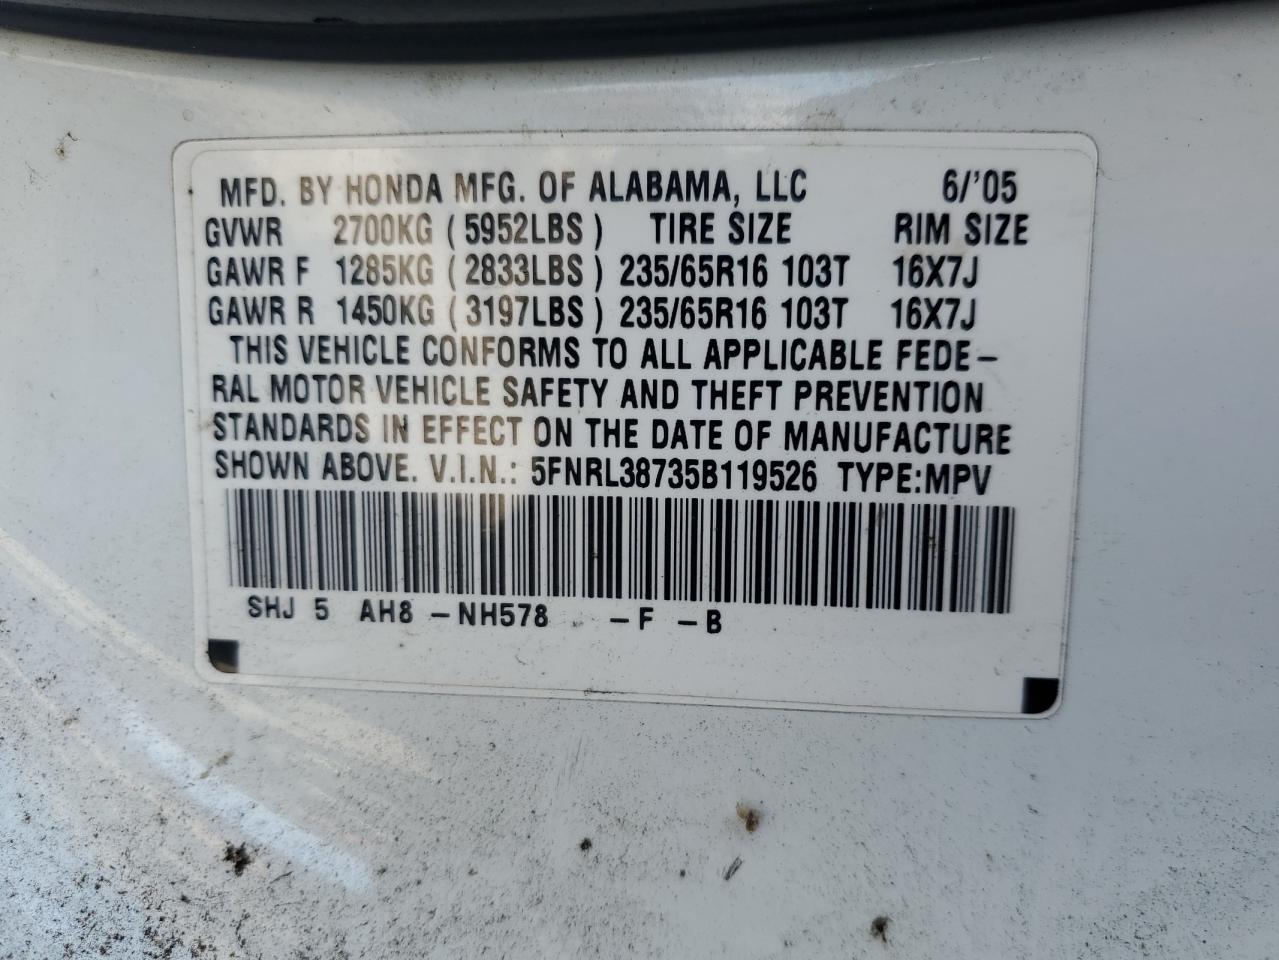 MFD. BY HONDA MFG. OF ALABAMA, LLC 6/'05
GVWR 2700KG (5952LBS) TIRE SIZE RIM SIZE
GAWR F 1285KG (2833LBS) 235/65R16 103T 16X7J
GAWR R 1450KG (3197LBS) 235/65R16 103T 16X7J
THIS VEHICLE CONFORMS TO ALL APPLICABLE FEDE-
RAL MOTOR VEHICLE SAFETY AND THEFT PREVENTION
STANDARDS IN EFFECT ON THE DATE OF MANUFACTURE
SHOWN ABOVE. V.I.N.: 5FNRL38735B119526 TYPE:MPV
SHJ 5 AH8 -NH578 -F -B